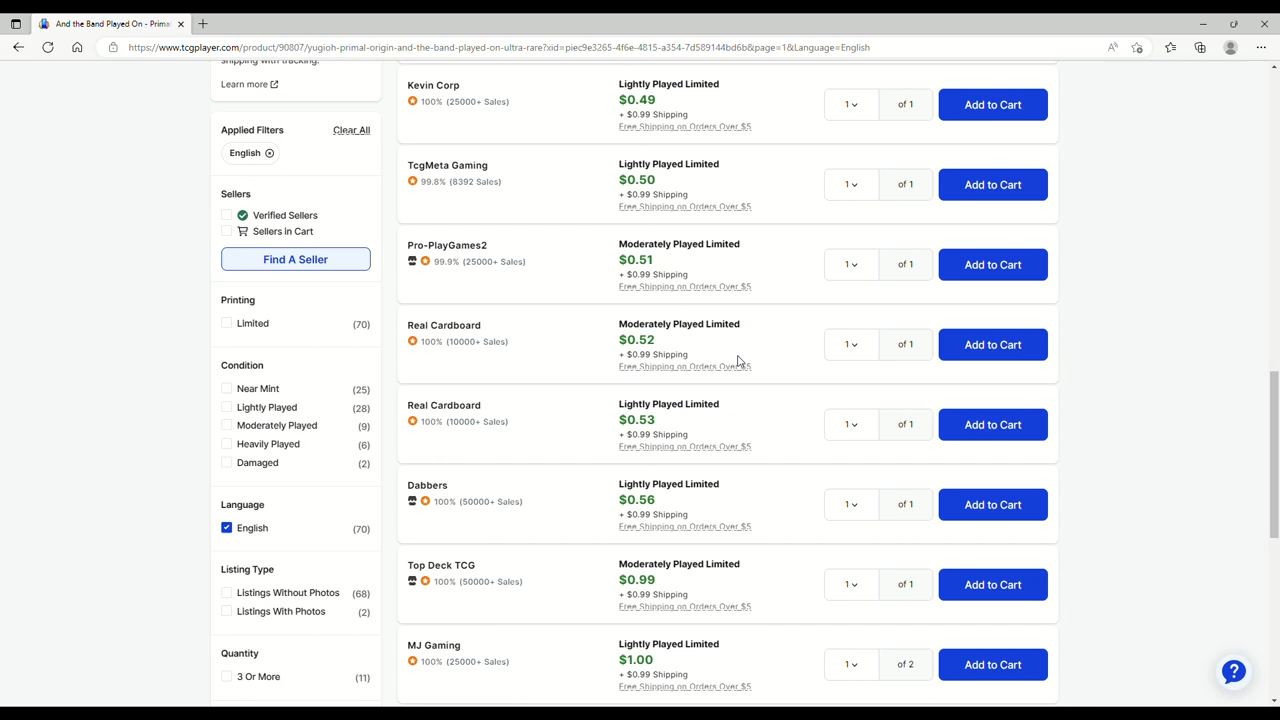 And the Band Played On - Prima
https://www.tcgplayer.com/product/90807/yugioh-primal-origin-and-the-band-played-on-ultra-rare?xid=piec9e3265-4f6e-4815-a354-7d589144bd6b&page=1&Language=English
shipping with tracking.
Learn more
Applied Filters Clear All
English
Sellers
Verified Sellers
Sellers in Cart
Find A Seller
Printing
Limited (70)
Condition
Near Mint (25)
Lightly Played (28)
Moderately Played (9)
Heavily Played (6)
Damaged (2)
Language
English (70)
Listing Type
Listings Without Photos (68)
Listings With Photos (2)
Quantity
3 Or More (11)
Kevin Corp
100% (25000+ Sales)
Lightly Played Limited
$0.49
+ $0.99 Shipping
Free Shipping on Orders Over $5
1 of 1 Add to Cart
TcgMeta Gaming
99.8% (8392 Sales)
Lightly Played Limited
$0.50
+ $0.99 Shipping
Free Shipping on Orders Over $5
1 of 1 Add to Cart
Pro-PlayGames2
99.9% (25000+ Sales)
Moderately Played Limited
$0.51
+ $0.99 Shipping
Free Shipping on Orders Over $5
1 of 1 Add to Cart
Real Cardboard
100% (10000+ Sales)
Moderately Played Limited
$0.52
+ $0.99 Shipping
Free Shipping on Orders Over $5
1 of 1 Add to Cart
Real Cardboard
100% (10000+ Sales)
Lightly Played Limited
$0.53
+ $0.99 Shipping
Free Shipping on Orders Over $5
1 of 1 Add to Cart
Dabbers
100% (50000+ Sales)
Lightly Played Limited
$0.56
+ $0.99 Shipping
Free Shipping on Orders Over $5
1 of 1 Add to Cart
Top Deck TCG
100% (50000+ Sales)
Moderately Played Limited
$0.99
+ $0.99 Shipping
Free Shipping on Orders Over $5
1 of 1 Add to Cart
MJ Gaming
100% (25000+ Sales)
Lightly Played Limited
$1.00
+ $0.99 Shipping
Free Shipping on Orders Over $5
1 of 2 Add to Cart
?